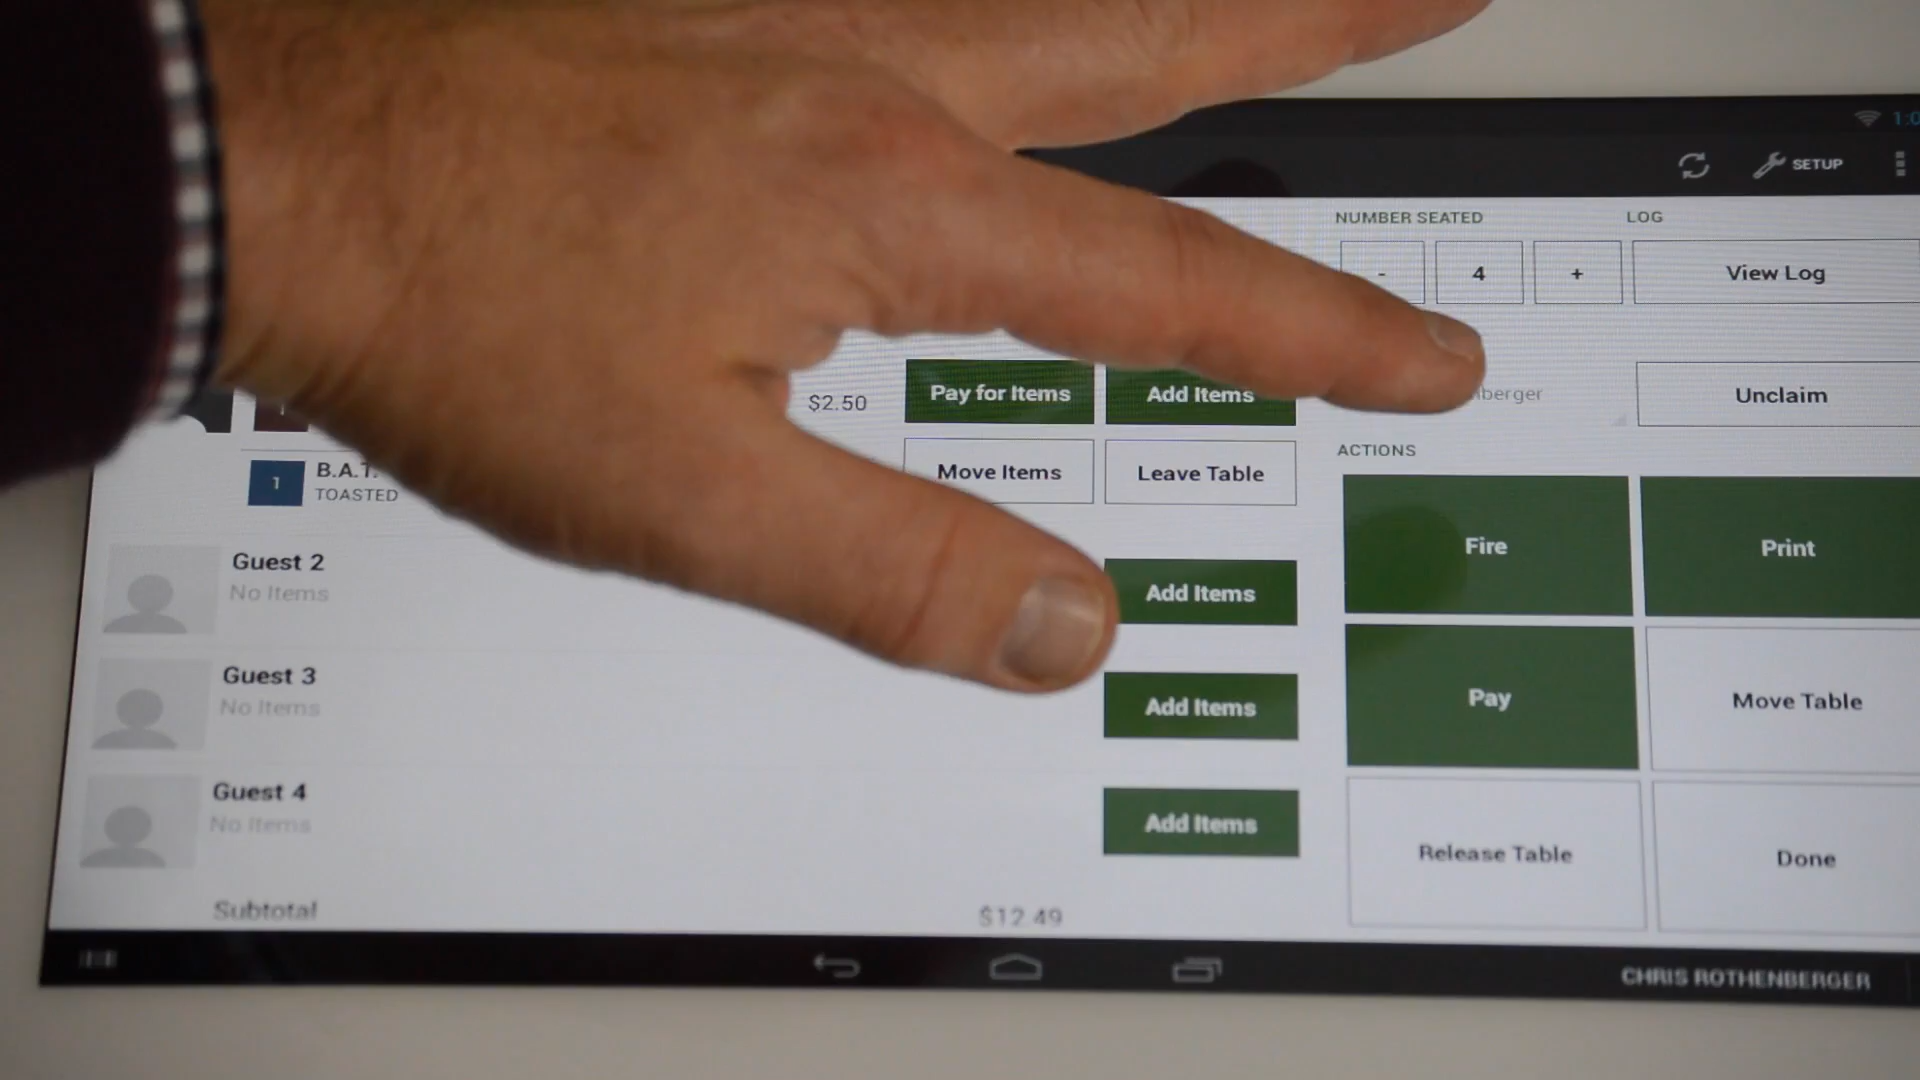 SETUP
NUMBER SEATED LOG
- 4 + View Log
$2.50 Pay for Items Add Items Unclaim
Move Items Leave Table
1 B.A.T.
TOASTED
ACTIONS
Fire Print
Guest 2
No Items
Add Items
Guest 3
No Items
Add Items
Pay Move Table
Guest 4
No Items
Add Items
Release Table Done
Subtotal $12.49
CHRIS ROTHENBERGER